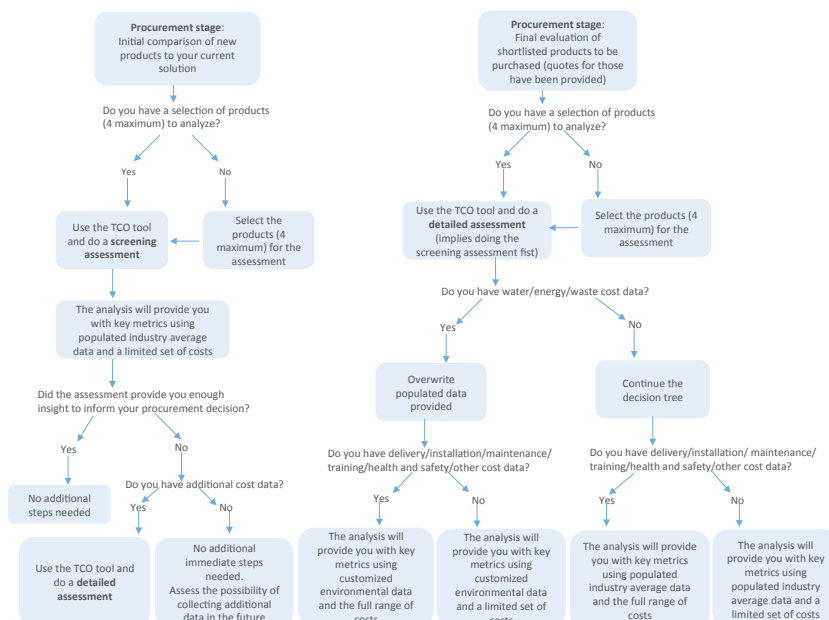 Procurement stage:
Initial comparison of new
products to your current
solution
Do you have a selection of products
(4 maximum) to analyze?
Yes
No
Use the TCO tool
and do a screening
assessment
Select the
products (4
maximum) for the
assessment
The analysis will provide you
with key metrics using
populated industry average
data and a limited set of costs
Did the assessment provide you enough
insight to inform your procurement decision?
Yes
No
No additional
steps needed
Do you have additional cost data?
Yes
No
Use the TCO tool and
do a detailed
assessment
No additional
immediate steps
needed.
Assess the possibility of
collecting additional
data in the future
Procurement stage:
Final evaluation of
shortlisted products to be
purchased (quotes for those
have been provided)
Do you have a selection of products
(4 maximum) to analyze?
Yes
No
Use the TCO tool and do a
detailed assessment
(implies doing the
screening assessment fist)
Select the products (4
maximum) for the
assessment
Do you have water/energy/waste cost data?
Yes
No
Overwrite
populated data
provided
Continue the
decision tree
Do you have delivery/installation/maintenance/
training/health and safety/other cost data?
Yes
No
The analysis will
provide you with key
metrics using
customized
environmental data
and the full range of
costs
The analysis will
provide you with key
metrics using
customized
environmental data
and a limited set of
costs
Do you have delivery/installation/ maintenance/
training/health and safety/other cost data?
Yes
No
The analysis will provide
you with key metrics
using populated
industry average data
and the full range of
costs
The analysis will
provide you with key
metrics using
populated industry
average data and a
limited set of costs